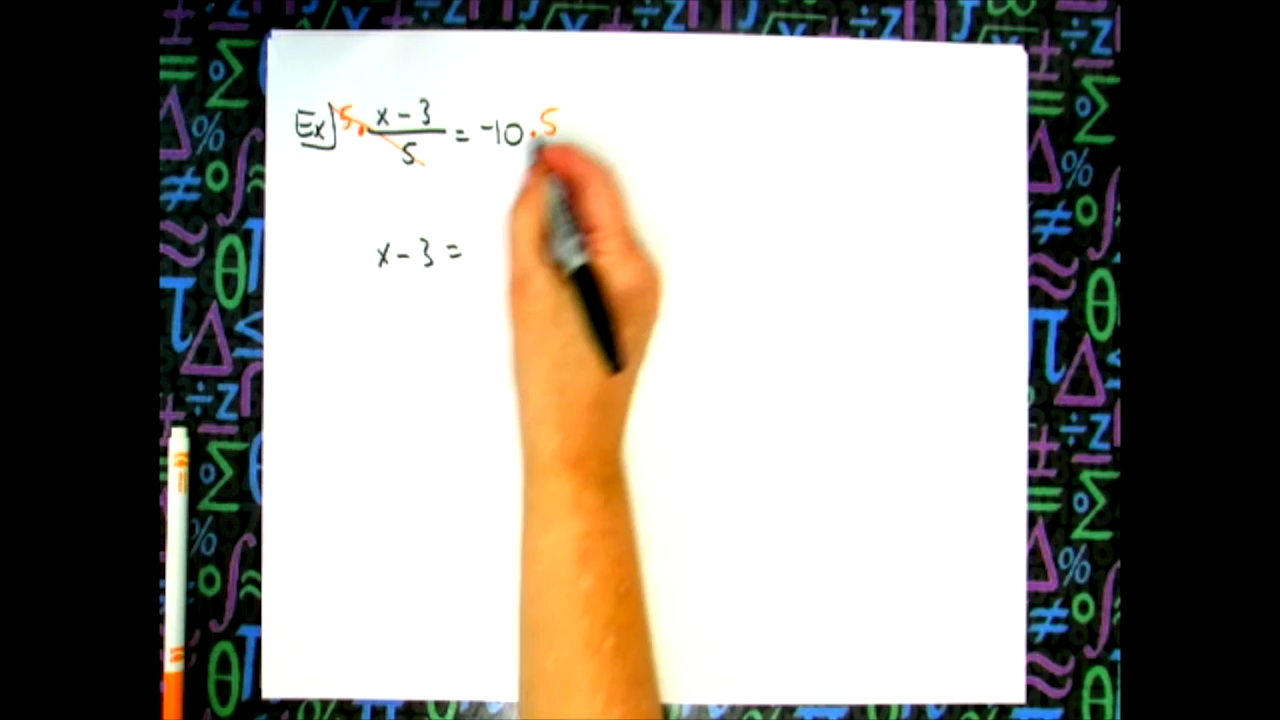 Ex] 5 · x - 3 / 5 = -10 · 5
x - 3 =